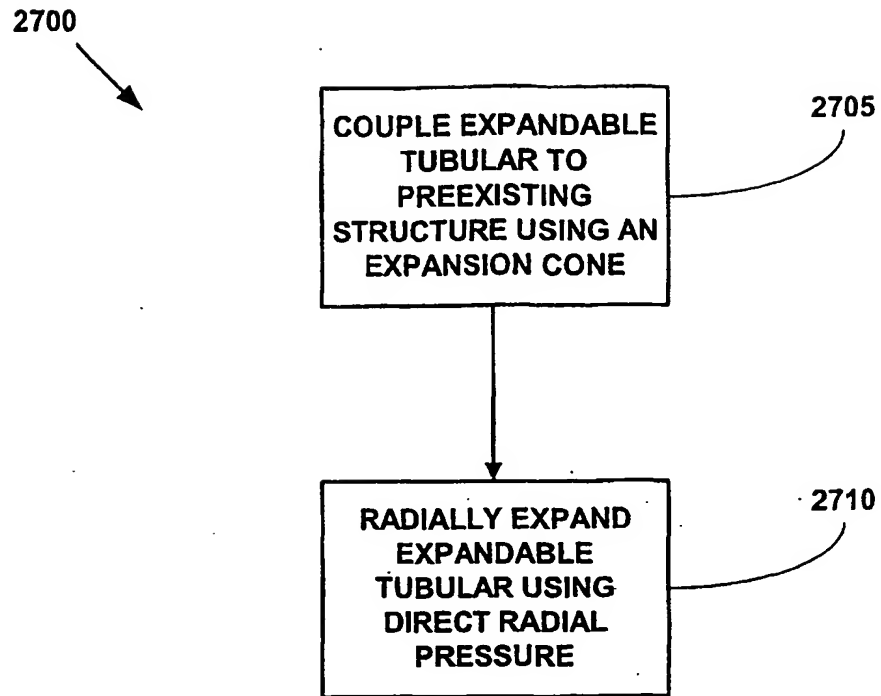 2700
COUPLE EXPANDABLE
TUBULAR TO
PREEXISTING
STRUCTURE USING AN
EXPANSION CONE
2705
RADIALLY EXPAND
EXPANDABLE
TUBULAR USING
DIRECT RADIAL
PRESSURE
2710